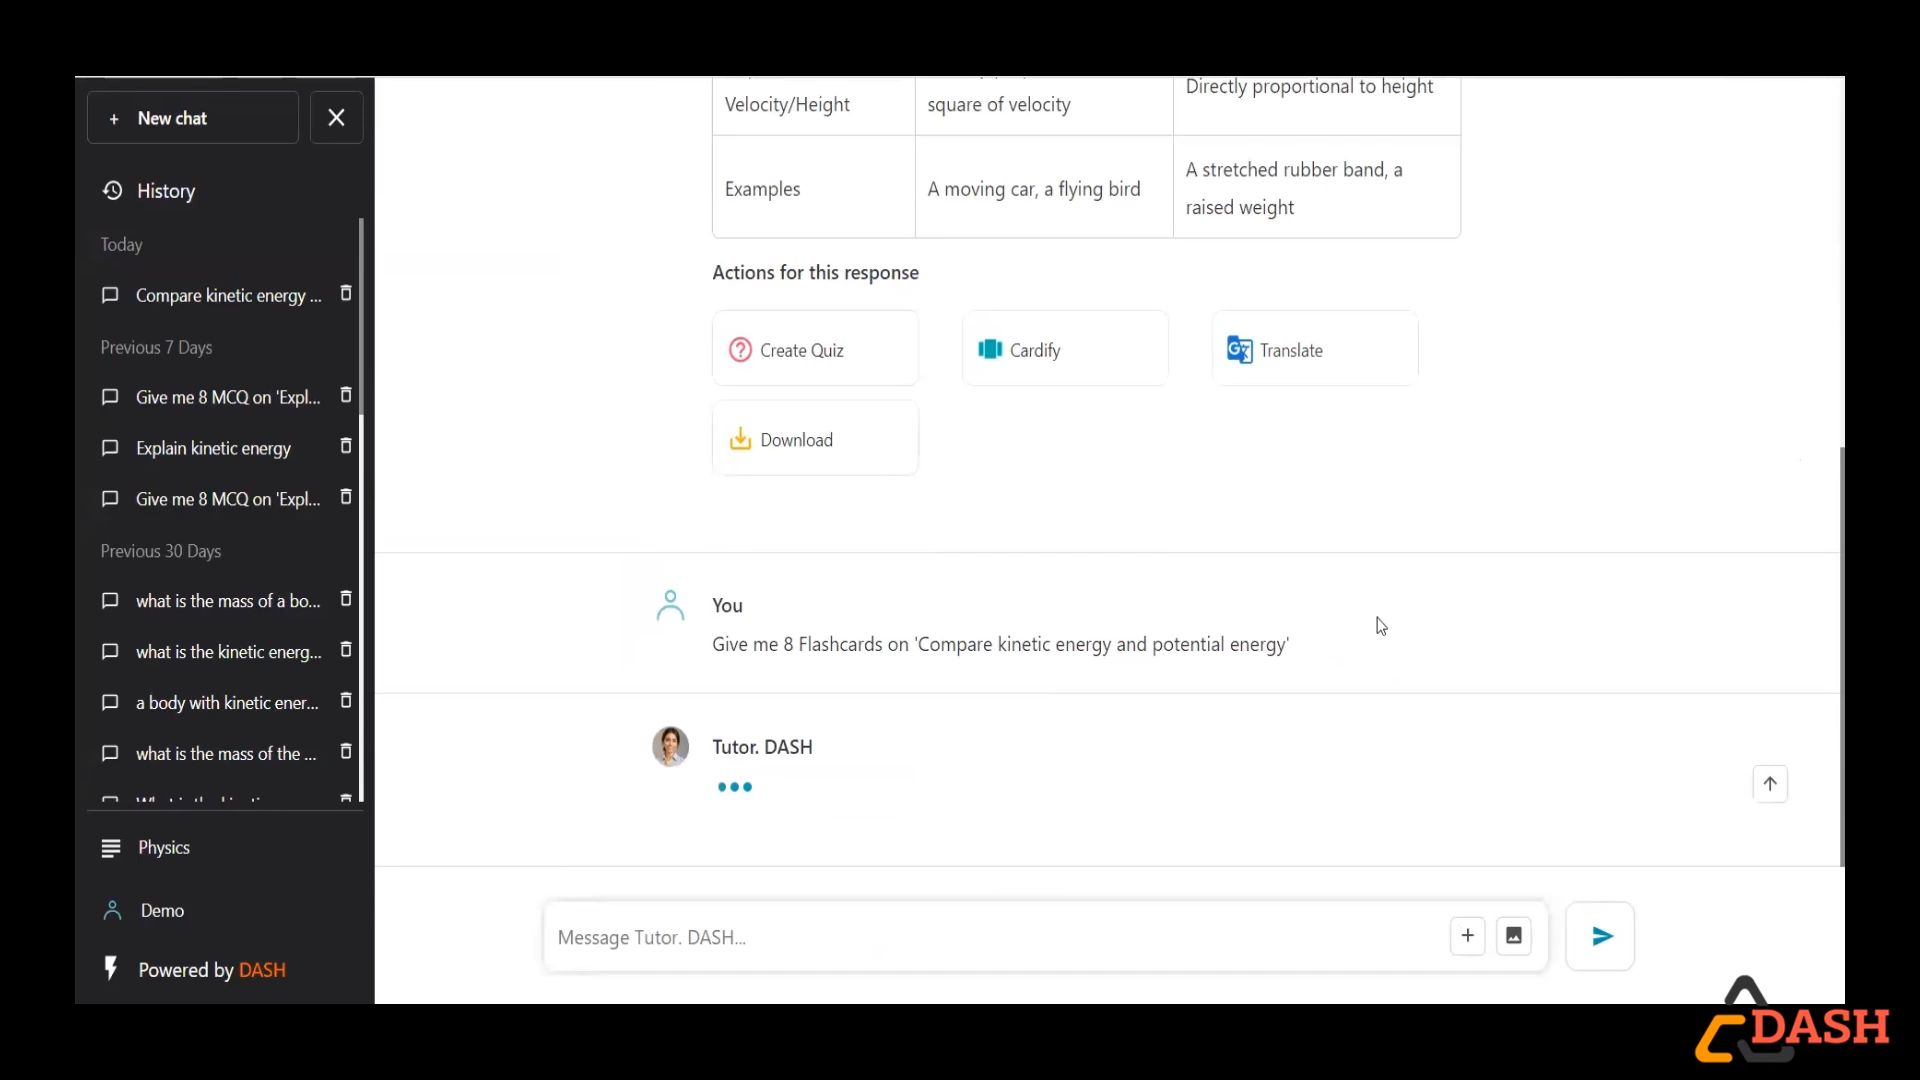 + New chat
History
Today
Compare kinetic energy ...
Previous 7 Days
Give me 8 MCQ on 'Expl...
Explain kinetic energy
Give me 8 MCQ on 'Expl...
Previous 30 Days
what is the mass of a bo...
what is the kinetic energ...
a body with kinetic ener...
what is the mass of the ...
Physics
Demo
Powered by DASH
Velocity/Height
square of velocity
Directly proportional to height
Examples
A moving car, a flying bird
A stretched rubber band, a
raised weight
Actions for this response
Create Quiz
Cardify
Translate
Download
You
Give me 8 Flashcards on 'Compare kinetic energy and potential energy'
Tutor. DASH
Message Tutor. DASH...
DASH